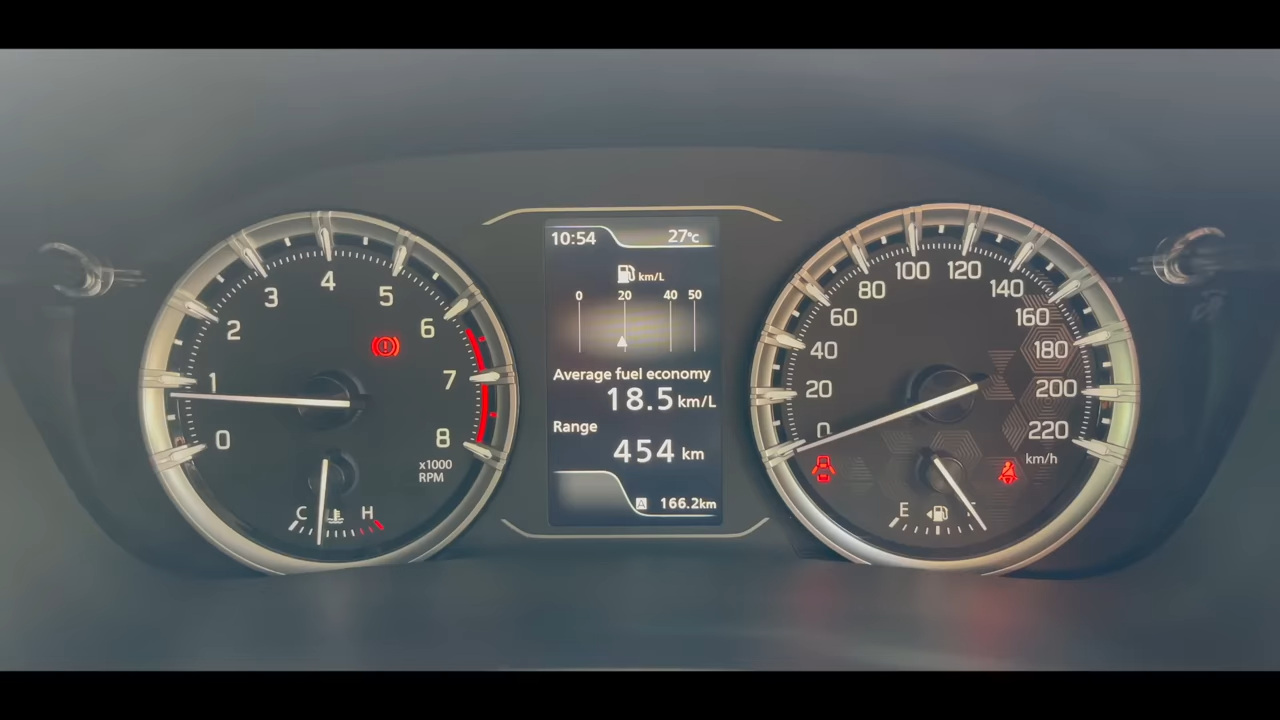 0
1
2
3
4
5
6
7
8
x1000
RPM
C H
10:54 27°C
km/L
0 20 40 50
Average fuel economy
18.5 km/L
Range
454 km
A 166.2km
0
20
40
60
80
100
120
140
160
180
200
220
km/h
E